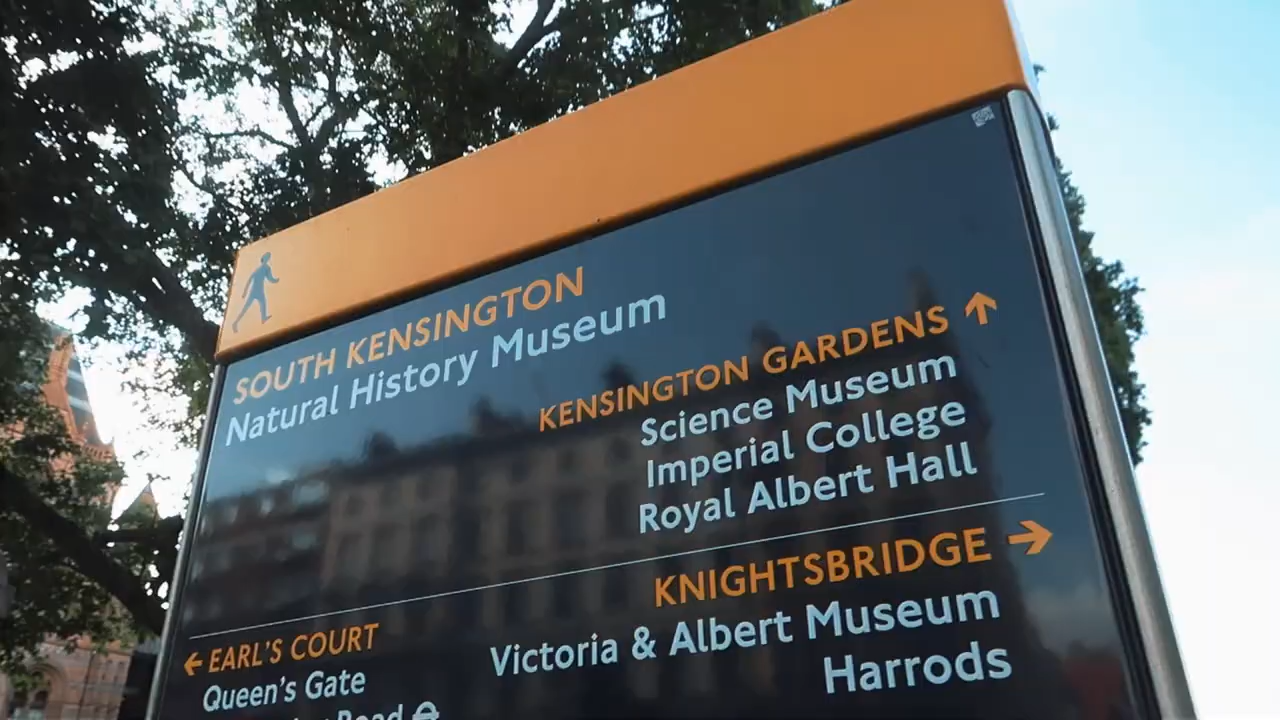 SOUTH KENSINGTON
Natural History Museum
KENSINGTON GARDENS ↑
Science Museum
Imperial College
Royal Albert Hall
KNIGHTSBRIDGE →
Victoria & Albert Museum
Harrods
← EARL'S COURT
Queen's Gate
Road